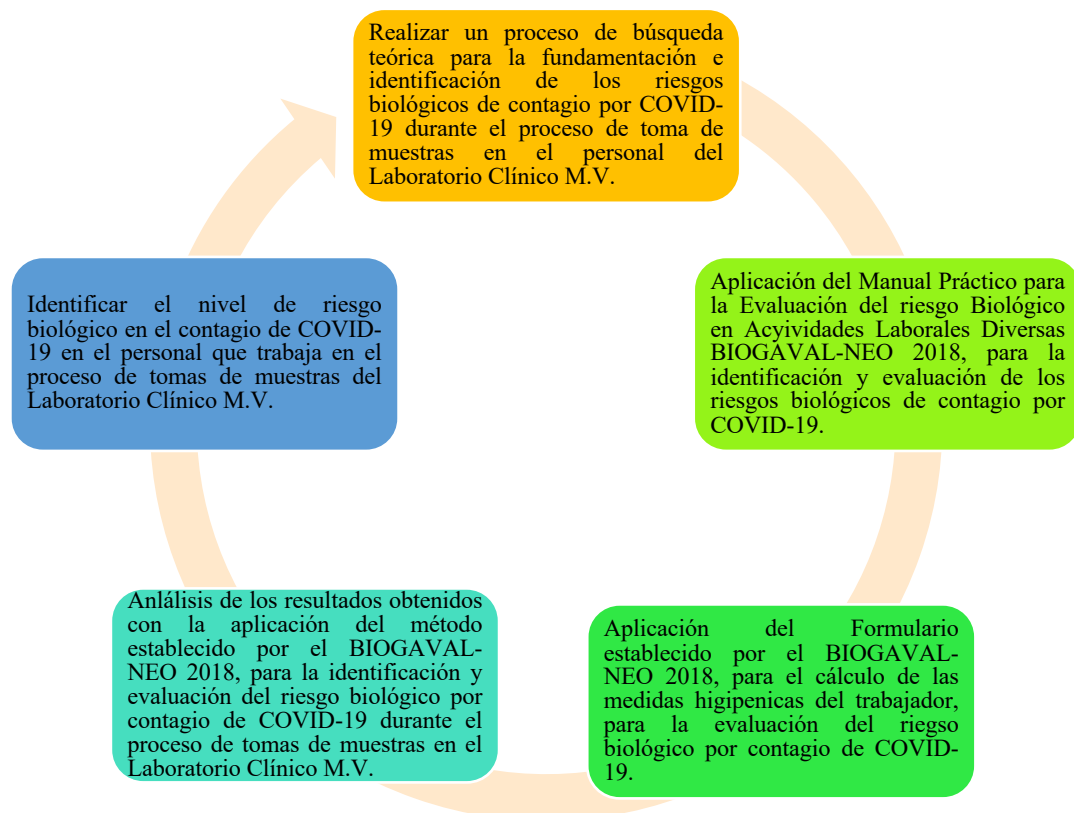 Realizar un proceso de búsqueda
teórica para la fundamentación e
identificación de los riesgos
biológicos de contagio por COVID-
19 durante el proceso de toma de
muestras en el personal del
Laboratorio Clínico M.V.
Aplicación del Manual Práctico para
la Evaluación del riesgo Biológico
en Acyividades Laborales Diversas
BIOGAVAL-NEO 2018, para la
identificación y evaluación de los
riesgos biológicos de contagio por
COVID-19.
Aplicación del Formulario
establecido por el BIOGAVAL-
NEO 2018, para el cálculo de las
medidas higipenicas del trabajador,
para la evaluación del riegso
biológico por contagio de COVID-
19.
Anlálisis de los resultados obtenidos
con la aplicación del método
establecido por el BIOGAVAL-
NEO 2018, para la identificación y
evaluación del riesgo biológico por
contagio de COVID-19 durante el
proceso de tomas de muestras en el
Laboratorio Clínico M.V.
Identificar el nivel de riesgo
biológico en el contagio de COVID-
19 en el personal que trabaja en el
proceso de tomas de muestras del
Laboratorio Clínico M.V.